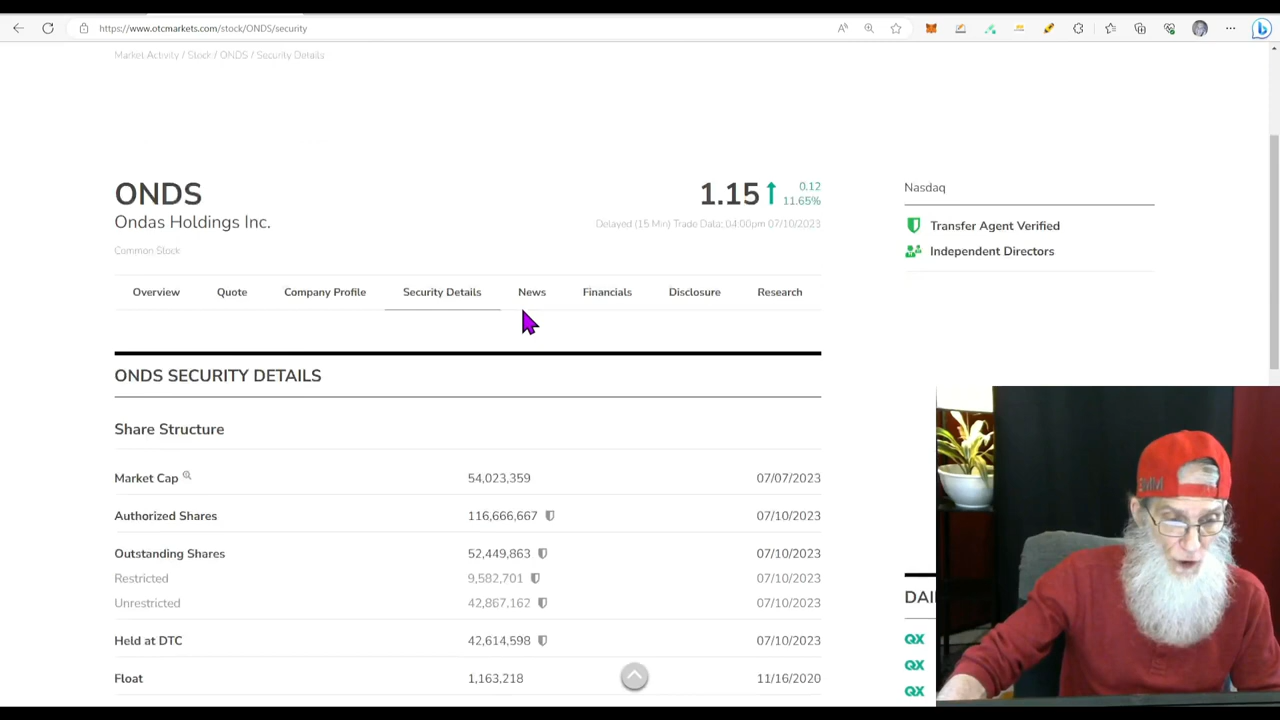 https://www.otcmarkets.com/stock/ONDS/security
Market Activity / Stock / ONDS / Security Details
ONDS
Ondas Holdings Inc.
Common Stock
1.15
0.12
11.65%
Delayed (15 Min) Trade Data: 04:00pm 07/10/2023
Nasdaq
Transfer Agent Verified
Independent Directors
Overview Quote Company Profile Security Details News Financials Disclosure Research
ONDS SECURITY DETAILS
Share Structure
Market Cap 54,023,359 07/07/2023
Authorized Shares 116,666,667 07/10/2023
Outstanding Shares 52,449,863 07/10/2023
Restricted 9,582,701 07/10/2023
Unrestricted 42,867,162 07/10/2023
Held at DTC 42,614,598 07/10/2023
Float 1,163,218 11/16/2020
DAI
QX
QX
QX